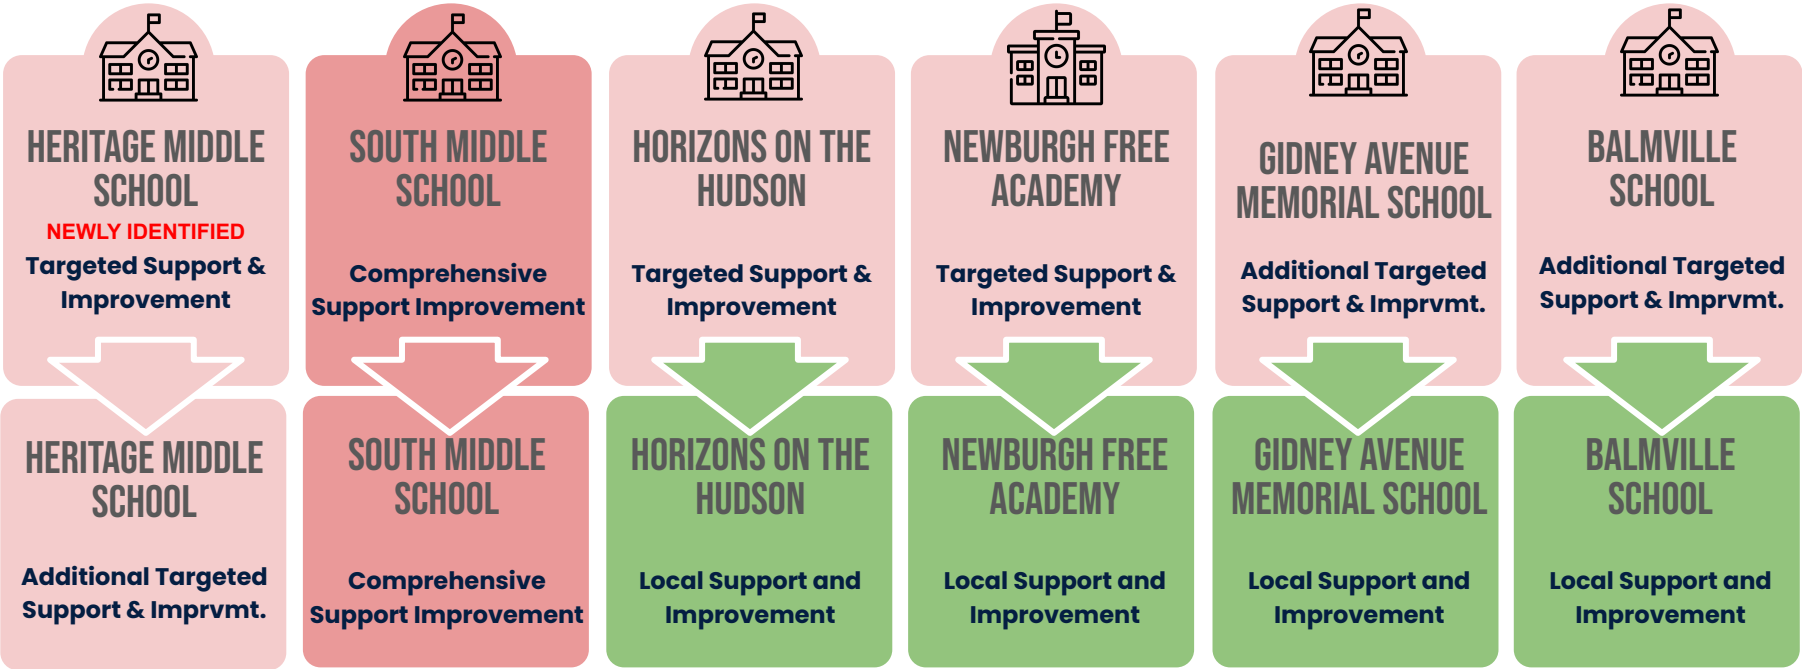 HERITAGE MIDDLE
SCHOOL
NEWLY IDENTIFIED
Targeted Support &
Improvement
SOUTH MIDDLE
SCHOOL
Comprehensive
Support Improvement
HORIZONS ON THE
HUDSON
Targeted Support &
Improvement
NEWBURGH FREE
ACADEMY
Targeted Support &
Improvement
GIDNEY AVENUE
MEMORIAL SCHOOL
Additional Targeted
Support & Imprvmt.
BALMVILLE
SCHOOL
Additional Targeted
Support & Imprvmt.
HERITAGE MIDDLE
SCHOOL
Additional Targeted
Support & Imprvmt.
SOUTH MIDDLE
SCHOOL
Comprehensive
Support Improvement
HORIZONS ON THE
HUDSON
Local Support and
Improvement
NEWBURGH FREE
ACADEMY
Local Support and
Improvement
GIDNEY AVENUE
MEMORIAL SCHOOL
Local Support and
Improvement
BALMVILLE
SCHOOL
Local Support and
Improvement